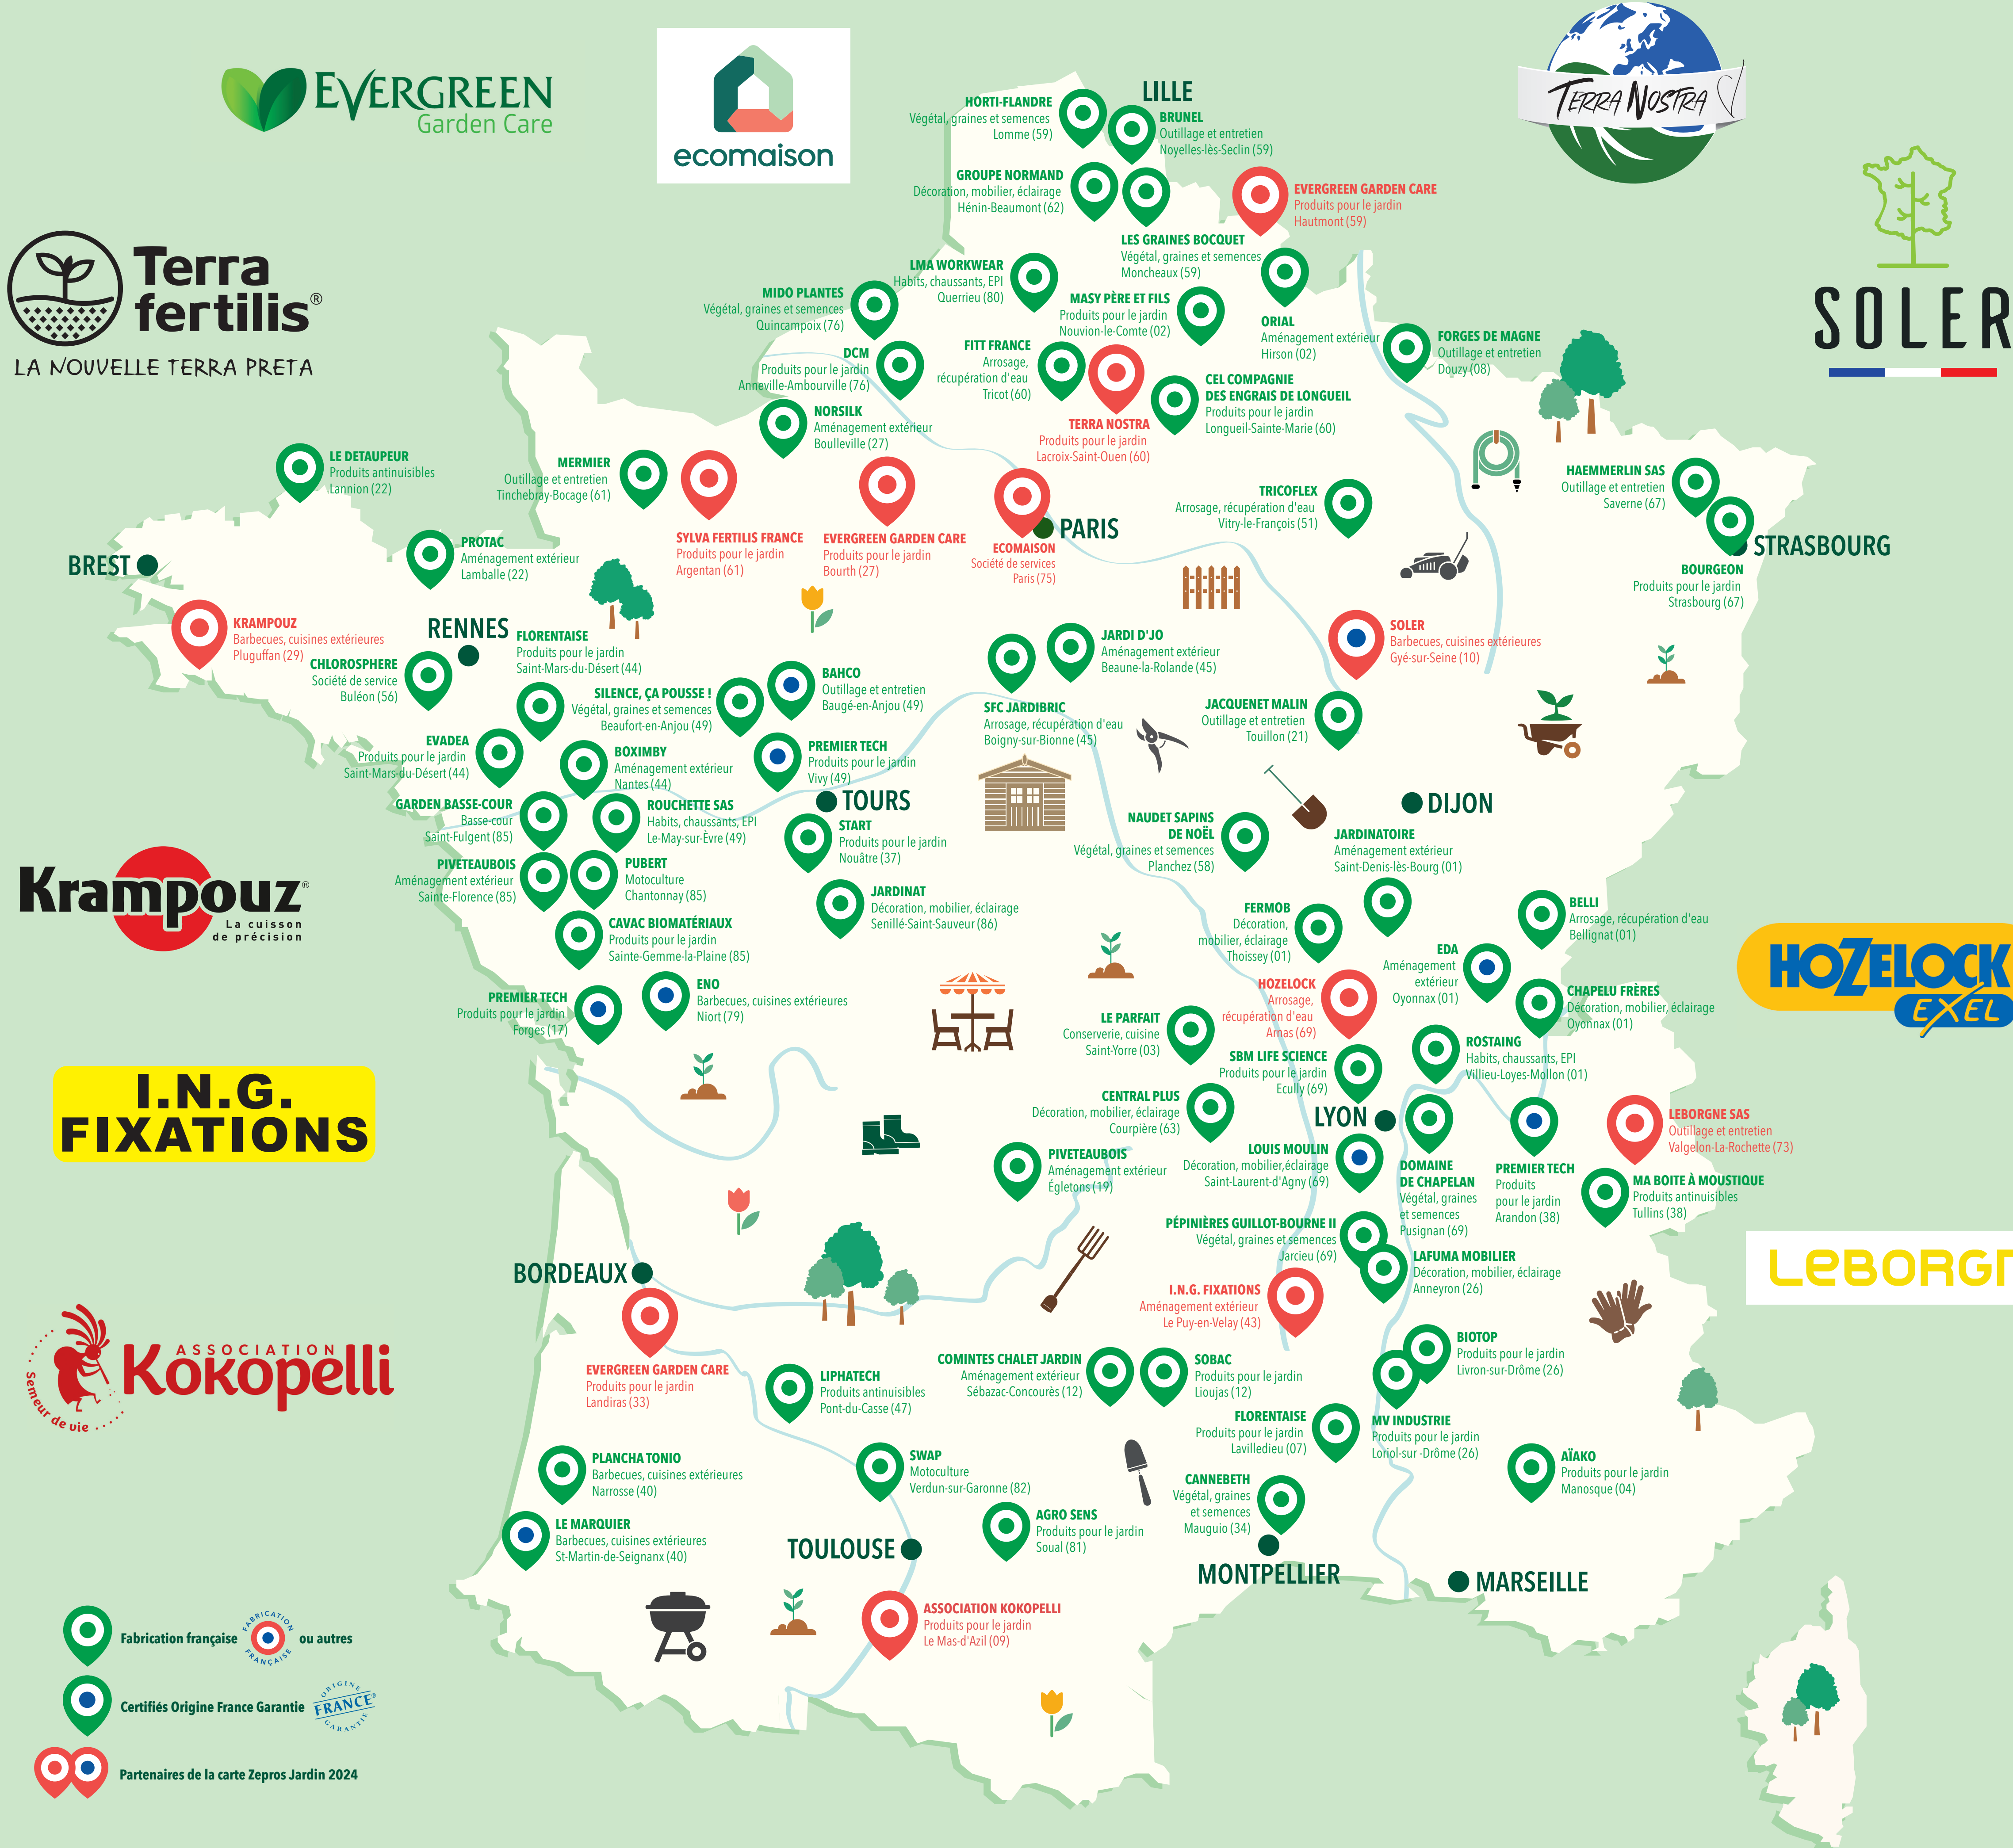 EVERGREEN
Garden Care
ecomaison
TERRA NOSTRA
SOLER
Terra
fertilis®
LA NOUVELLE TERRA PRETA
Krampouz®
La cuisson
de précision
HOZELOCK
EXEL
I.N.G.
FIXATIONS
ASSOCIATION
Kokopelli
Semeur de vie
LILLE
HORTI-FLANDRE
Végétal, graines et semences
Lomme (59)
BRUNEL
Outillage et entretien
Noyelles-lès-Seclin (59)
GROUPE NORMAND
Décoration, mobilier, éclairage
Hénin-Beaumont (62)
EVERGREEN GARDEN CARE
Produits pour le jardin
Hautmont (59)
LES GRAINES BOCQUET
Végétal, graines et semences
Moncheaux (59)
LMA WORKWEAR
Habits, chaussants, EPI
Querrieu (80)
MIDO PLANTES
Végétal, graines et semences
Quincampoix (76)
MASY PÈRE ET FILS
Produits pour le jardin
Nouvion-le-Comte (02)
ORIAL
Aménagement extérieur
Hirson (02)
FORGES DE MAGNE
Outillage et entretien
Douzy (08)
DCM
Produits pour le jardin
Anneville-Ambourville (76)
FITT FRANCE
Arrosage,
récupération d'eau
Tricot (60)
CEL COMPAGNIE
DES ENGRAIS DE LONGUEIL
Produits pour le jardin
Longueil-Sainte-Marie (60)
NORSILK
Aménagement extérieur
Boulleville (27)
TERRA NOSTRA
Produits pour le jardin
Lacroix-Saint-Ouen (60)
LE DETAUPEUR
Produits antinuisibles
Lannion (22)
MERMIER
Outillage et entretien
Tinchebray-Bocage (61)
HAEMMERLIN SAS
Outillage et entretien
Saverne (67)
TRICOFLEX
Arrosage, récupération d'eau
Vitry-le-François (51)
PARIS
SYLVA FERTILIS FRANCE
Produits pour le jardin
Argentan (61)
EVERGREEN GARDEN CARE
Produits pour le jardin
Bourth (27)
ECOMAISON
Société de services
Paris (75)
STRASBOURG
BOURGEON
Produits pour le jardin
Strasbourg (67)
PROTAC
Aménagement extérieur
Lamballe (22)
BREST
KRAMPOUZ
Barbecues, cuisines extérieures
Pluguffan (29)
RENNES
FLORENTAISE
Produits pour le jardin
Saint-Mars-du-Désert (44)
CHLOROSPHERE
Société de service
Buléon (56)
JARDI D'JO
Aménagement extérieur
Beaune-la-Rolande (45)
SOLER
Barbecues, cuisines extérieures
Gyé-sur-Seine (10)
SILENCE, ÇA POUSSE !
Végétal, graines et semences
Beaufort-en-Anjou (49)
BAHCO
Outillage et entretien
Baugé-en-Anjou (49)
SFC JARDIBRIC
Arrosage, récupération d'eau
Boigny-sur-Bionne (45)
JACQUENET MALIN
Outillage et entretien
Touillon (21)
EVADEA
Produits pour le jardin
Saint-Mars-du-Désert (44)
BOXIMBY
Aménagement extérieur
Nantes (44)
PREMIER TECH
Produits pour le jardin
Vivy (49)
TOURS
DIJON
GARDEN BASSE-COUR
Basse-cour
Saint-Fulgent (85)
ROUCHETTE SAS
Habits, chaussants, EPI
Le-May-sur-Èvre (49)
START
Produits pour le jardin
Nouâtre (37)
NAUDET SAPINS
DE NOËL
Végétal, graines et semences
Planchez (58)
JARDINATOIRE
Aménagement extérieur
Saint-Denis-lès-Bourg (01)
PIVETEAUBOIS
Aménagement extérieur
Sainte-Florence (85)
PUBERT
Motoculture
Chantonnay (85)
JARDINAT
Décoration, mobilier, éclairage
Senillé-Saint-Sauveur (86)
CAVAC BIOMATÉRIAUX
Produits pour le jardin
Sainte-Gemme-la-Plaine (85)
FERMOB
Décoration,
mobilier, éclairage
Thoissey (01)
BELLI
Arrosage, récupération d'eau
Bellignat (01)
EDA
Aménagement
extérieur
Oyonnax (01)
CHAPELU FRÈRES
Décoration, mobilier, éclairage
Oyonnax (01)
PREMIER TECH
Produits pour le jardin
Forges (17)
ENO
Barbecues, cuisines extérieures
Niort (79)
HOZELOCK
Arrosage,
récupération d'eau
Arnas (69)
LE PARFAIT
Conserverie, cuisine
Saint-Yorre (03)
ROSTAING
Habits, chaussants, EPI
Villieu-Loyes-Mollon (01)
SBM LIFE SCIENCE
Produits pour le jardin
Ecully (69)
CENTRAL PLUS
Décoration, mobilier, éclairage
Courpière (63)
LYON
LEBORGNE SAS
Outillage et entretien
Valgelon-La-Rochette (73)
PIVETEAUBOIS
Aménagement extérieur
Égletons (19)
LOUIS MOULIN
Décoration, mobilier,éclairage
Saint-Laurent-d'Agny (69)
DOMAINE
DE CHAPELAN
Végétal, graines
et semences
Pusignan (69)
PREMIER TECH
Produits
pour le jardin
Arandon (38)
MA BOITE À MOUSTIQUE
Produits antinuisibles
Tullins (38)
PÉPINIÈRES GUILLOT-BOURNE II
Végétal, graines et semences
Jarcieu (69)
LAFUMA MOBILIER
Décoration, mobilier, éclairage
Anneyron (26)
LEBORG
BORDEAUX
I.N.G. FIXATIONS
Aménagement extérieur
Le Puy-en-Velay (43)
EVERGREEN GARDEN CARE
Produits pour le jardin
Landiras (33)
LIPHATECH
Produits antinuisibles
Pont-du-Casse (47)
COMINTES CHALET JARDIN
Aménagement extérieur
Sébazac-Concourès (12)
SOBAC
Produits pour le jardin
Lioujas (12)
BIOTOP
Produits pour le jardin
Livron-sur-Drôme (26)
FLORENTAISE
Produits pour le jardin
Lavilledieu (07)
MV INDUSTRIE
Produits pour le jardin
Loriol-sur -Drôme (26)
PLANCHA TONIO
Barbecues, cuisines extérieures
Narrosse (40)
SWAP
Motoculture
Verdun-sur-Garonne (82)
CANNEBETH
Végétal, graines
et semences
Mauguio (34)
AÏAKO
Produits pour le jardin
Manosque (04)
LE MARQUIER
Barbecues, cuisines extérieures
St-Martin-de-Seignanx (40)
AGRO SENS
Produits pour le jardin
Soual (81)
TOULOUSE
MONTPELLIER
MARSEILLE
ASSOCIATION KOKOPELLI
Produits pour le jardin
Le Mas-d'Azil (09)
Fabrication française
FABRICATION
FRANÇAISE
ou autres
Certifiés Origine France Garantie
ORIGINE
FRANCE®
GARANTIE
Partenaires de la carte Zepros Jardin 2024